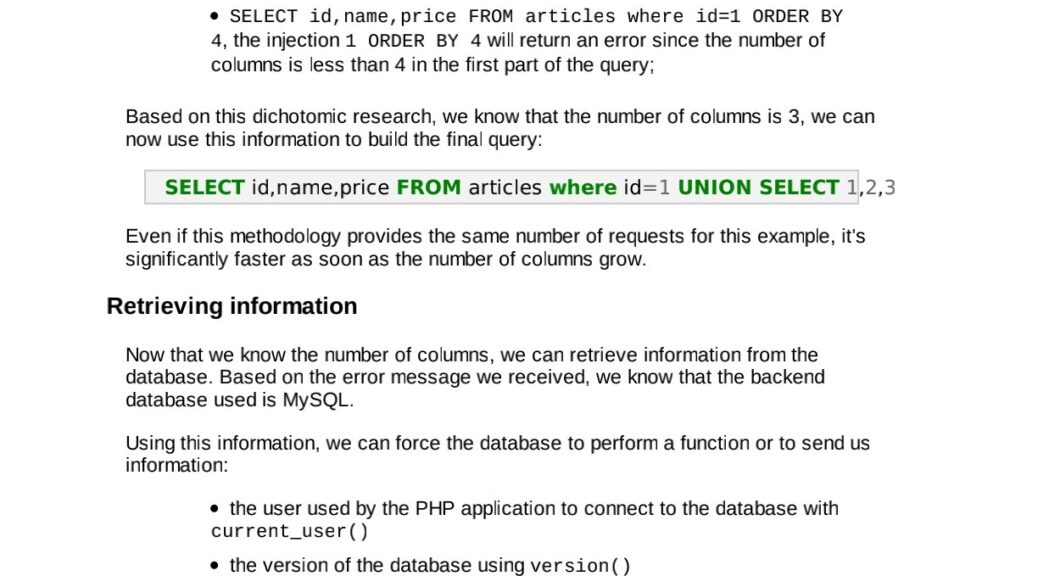 • SELECT id,name,price FROM articles where id=1 ORDER BY
4, the injection 1 ORDER BY 4 will return an error since the number of
columns is less than 4 in the first part of the query;
Based on this dichotomic research, we know that the number of columns is 3, we can
now use this information to build the final query:
SELECT id,name,price FROM articles where id=1 UNION SELECT 1,2,3
Even if this methodology provides the same number of requests for this example, it's
significantly faster as soon as the number of columns grow.
Retrieving information
Now that we know the number of columns, we can retrieve information from the
database. Based on the error message we received, we know that the backend
database used is MySQL.
Using this information, we can force the database to perform a function or to send us
information:
• the user used by the PHP application to connect to the database with
current_user()
• the version of the database using version()